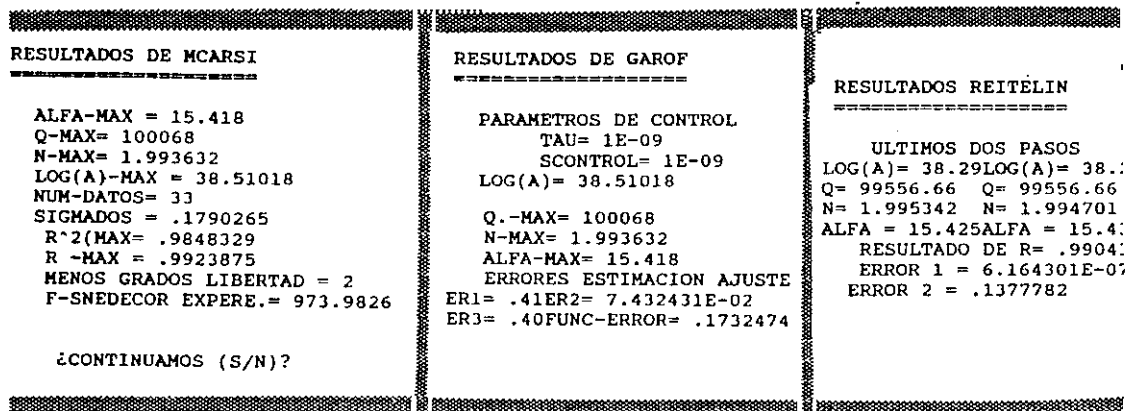 RESULTADOS DE MCARSI
ALFA-MAX = 15.418
Q-MAX= 100068
N-MAX= 1.993632
LOG(A)-MAX = 38.51018
NUM-DATOS= 33
SIGMADOS = .1790265
R^2(MAX= .9848329
R -MAX = .9923875
MENOS GRADOS LIBERTAD = 2
F-SNEDECOR EXPERE.= 973.9826
¿CONTINUAMOS (S/N)?
RESULTADOS DE GAROF
PARAMETROS DE CONTROL
TAU= 1E-09
SCONTROL= 1E-09
LOG(A)= 38.51018
Q.-MAX= 100068
N-MAX= 1.993632
ALFA-MAX= 15.418
ERRORES ESTIMACION AJUSTE
ER1= .41ER2= 7.432431E-02
ER3= .40FUNC-ERROR= .1732474
RESULTADOS REITELIN
ULTIMOS DOS PASOS
LOG(A)= 38.29LOG(A)= 38.2
Q= 99556.66 Q= 99556.66
N= 1.995342 N= 1.994701
ALFA = 15.425ALFA = 15.43
RESULTADO DE R= .99043
ERROR 1 = 6.164301E-07
ERROR 2 = .1377782